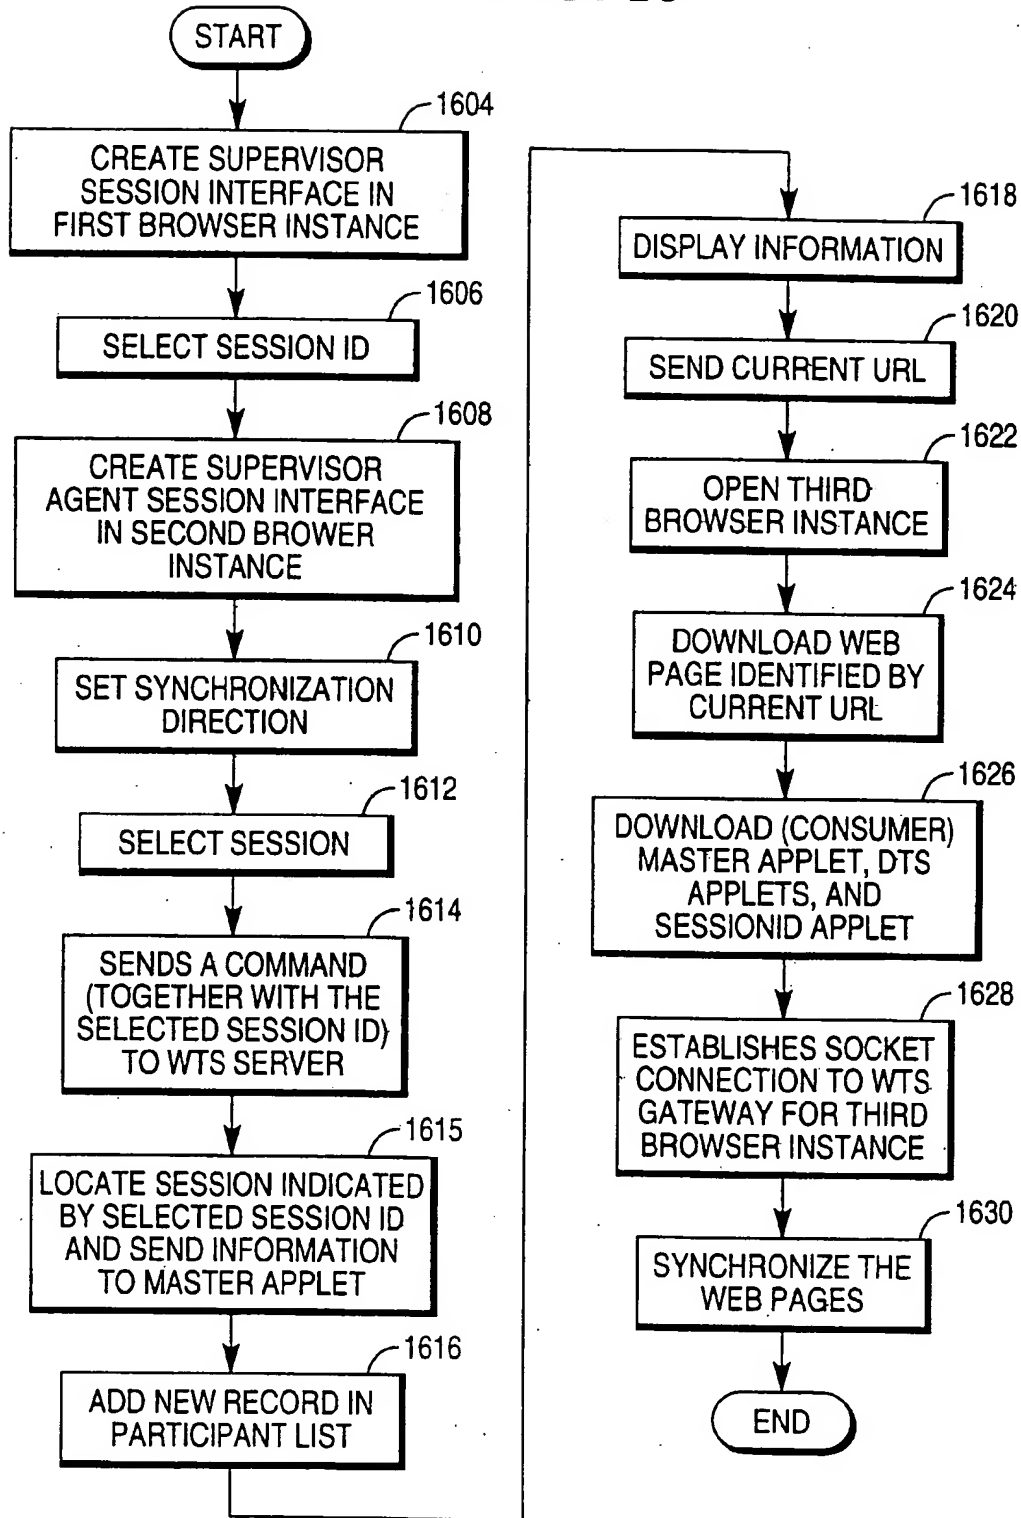 START
1604
CREATE SUPERVISOR
SESSION INTERFACE IN
FIRST BROWSER INSTANCE
1606
SELECT SESSION ID
1608
CREATE SUPERVISOR
AGENT SESSION INTERFACE
IN SECOND BROWER
INSTANCE
1610
SET SYNCHRONIZATION
DIRECTION
1612
SELECT SESSION
1614
SENDS A COMMAND
(TOGETHER WITH THE
SELECTED SESSION ID)
TO WTS SERVER
1615
LOCATE SESSION INDICATED
BY SELECTED SESSION ID
AND SEND INFORMATION
TO MASTER APPLET
1616
ADD NEW RECORD IN
PARTICIPANT LIST
1618
DISPLAY INFORMATION
1620
SEND CURRENT URL
1622
OPEN THIRD
BROWSER INSTANCE
1624
DOWNLOAD WEB
PAGE IDENTIFIED BY
CURRENT URL
1626
DOWNLOAD (CONSUMER)
MASTER APPLET, DTS
APPLETS, AND
SESSIONID APPLET
1628
ESTABLISHES SOCKET
CONNECTION TO WTS
GATEWAY FOR THIRD
BROWSER INSTANCE
1630
SYNCHRONIZE THE
WEB PAGES
END